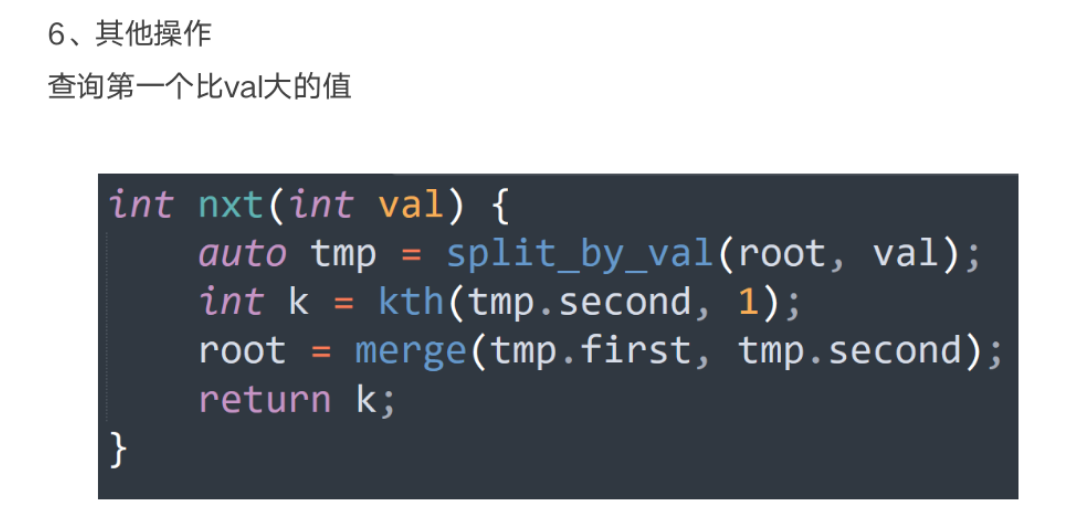 6、其他操作
查询第一个比val大的值
int nxt(int val) {
    auto tmp = split_by_val(root, val);
    int k = kth(tmp.second, 1);
    root = merge(tmp.first, tmp.second);
    return k;
}